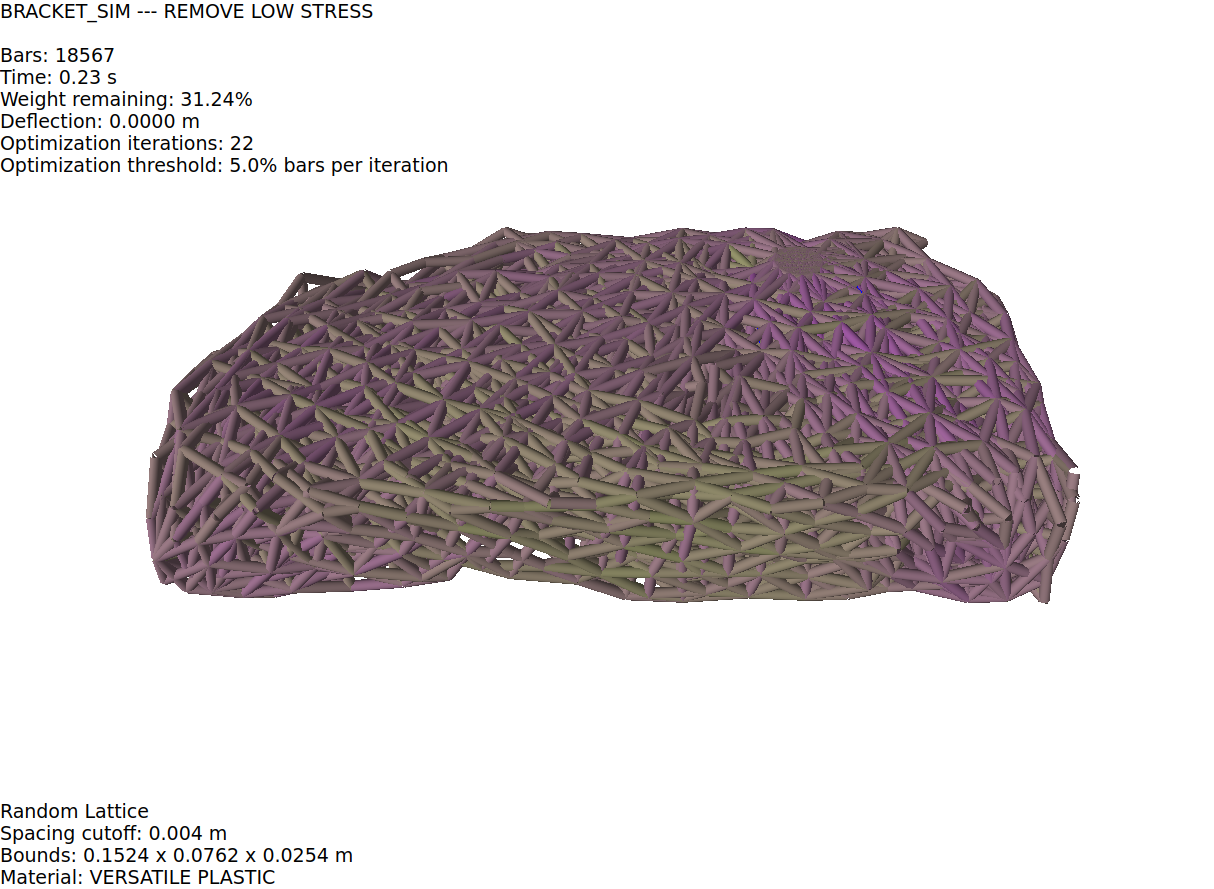 BRACKET_SIM --- REMOVE LOW STRESS
Bars: 18567
Time: 0.23 s
Weight remaining: 31.24%
Deflection: 0.0000 m
Optimization iterations: 22
Optimization threshold: 5.0% bars per iteration
Random Lattice
Spacing cutoff: 0.004 m
Bounds: 0.1524 x 0.0762 x 0.0254 m
Material: VERSATILE PLASTIC